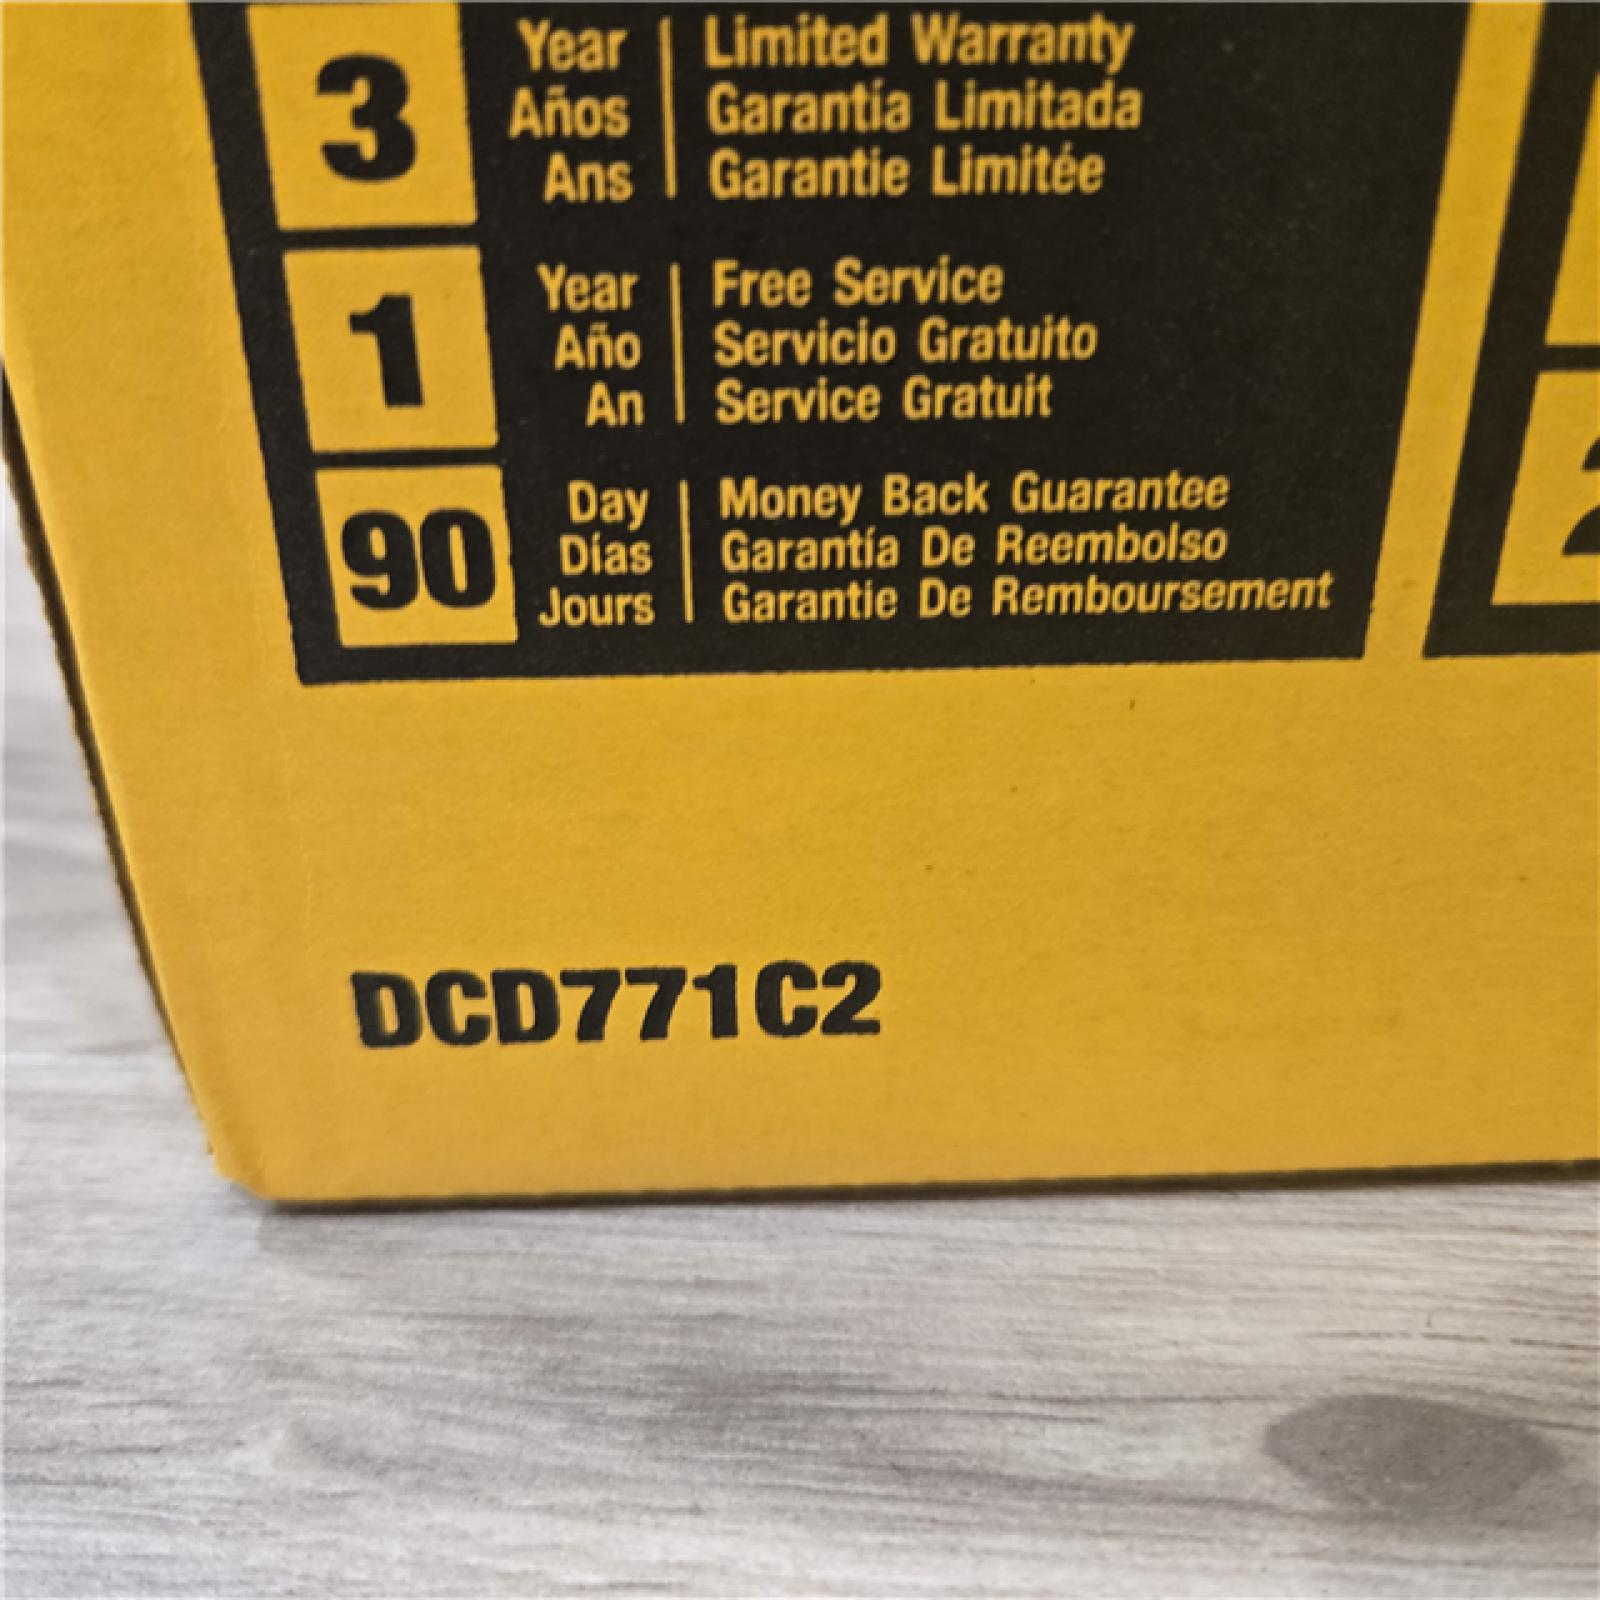 3 Year Limited Warranty
Años Garantía Limitada
Ans Garantie Limitée
1 Year Free Service
Año Servicio Gratuito
An Service Gratuit
90 Day Money Back Guarantee
Días Garantía De Reembolso
Jours Garantie De Remboursement
DCD771C2